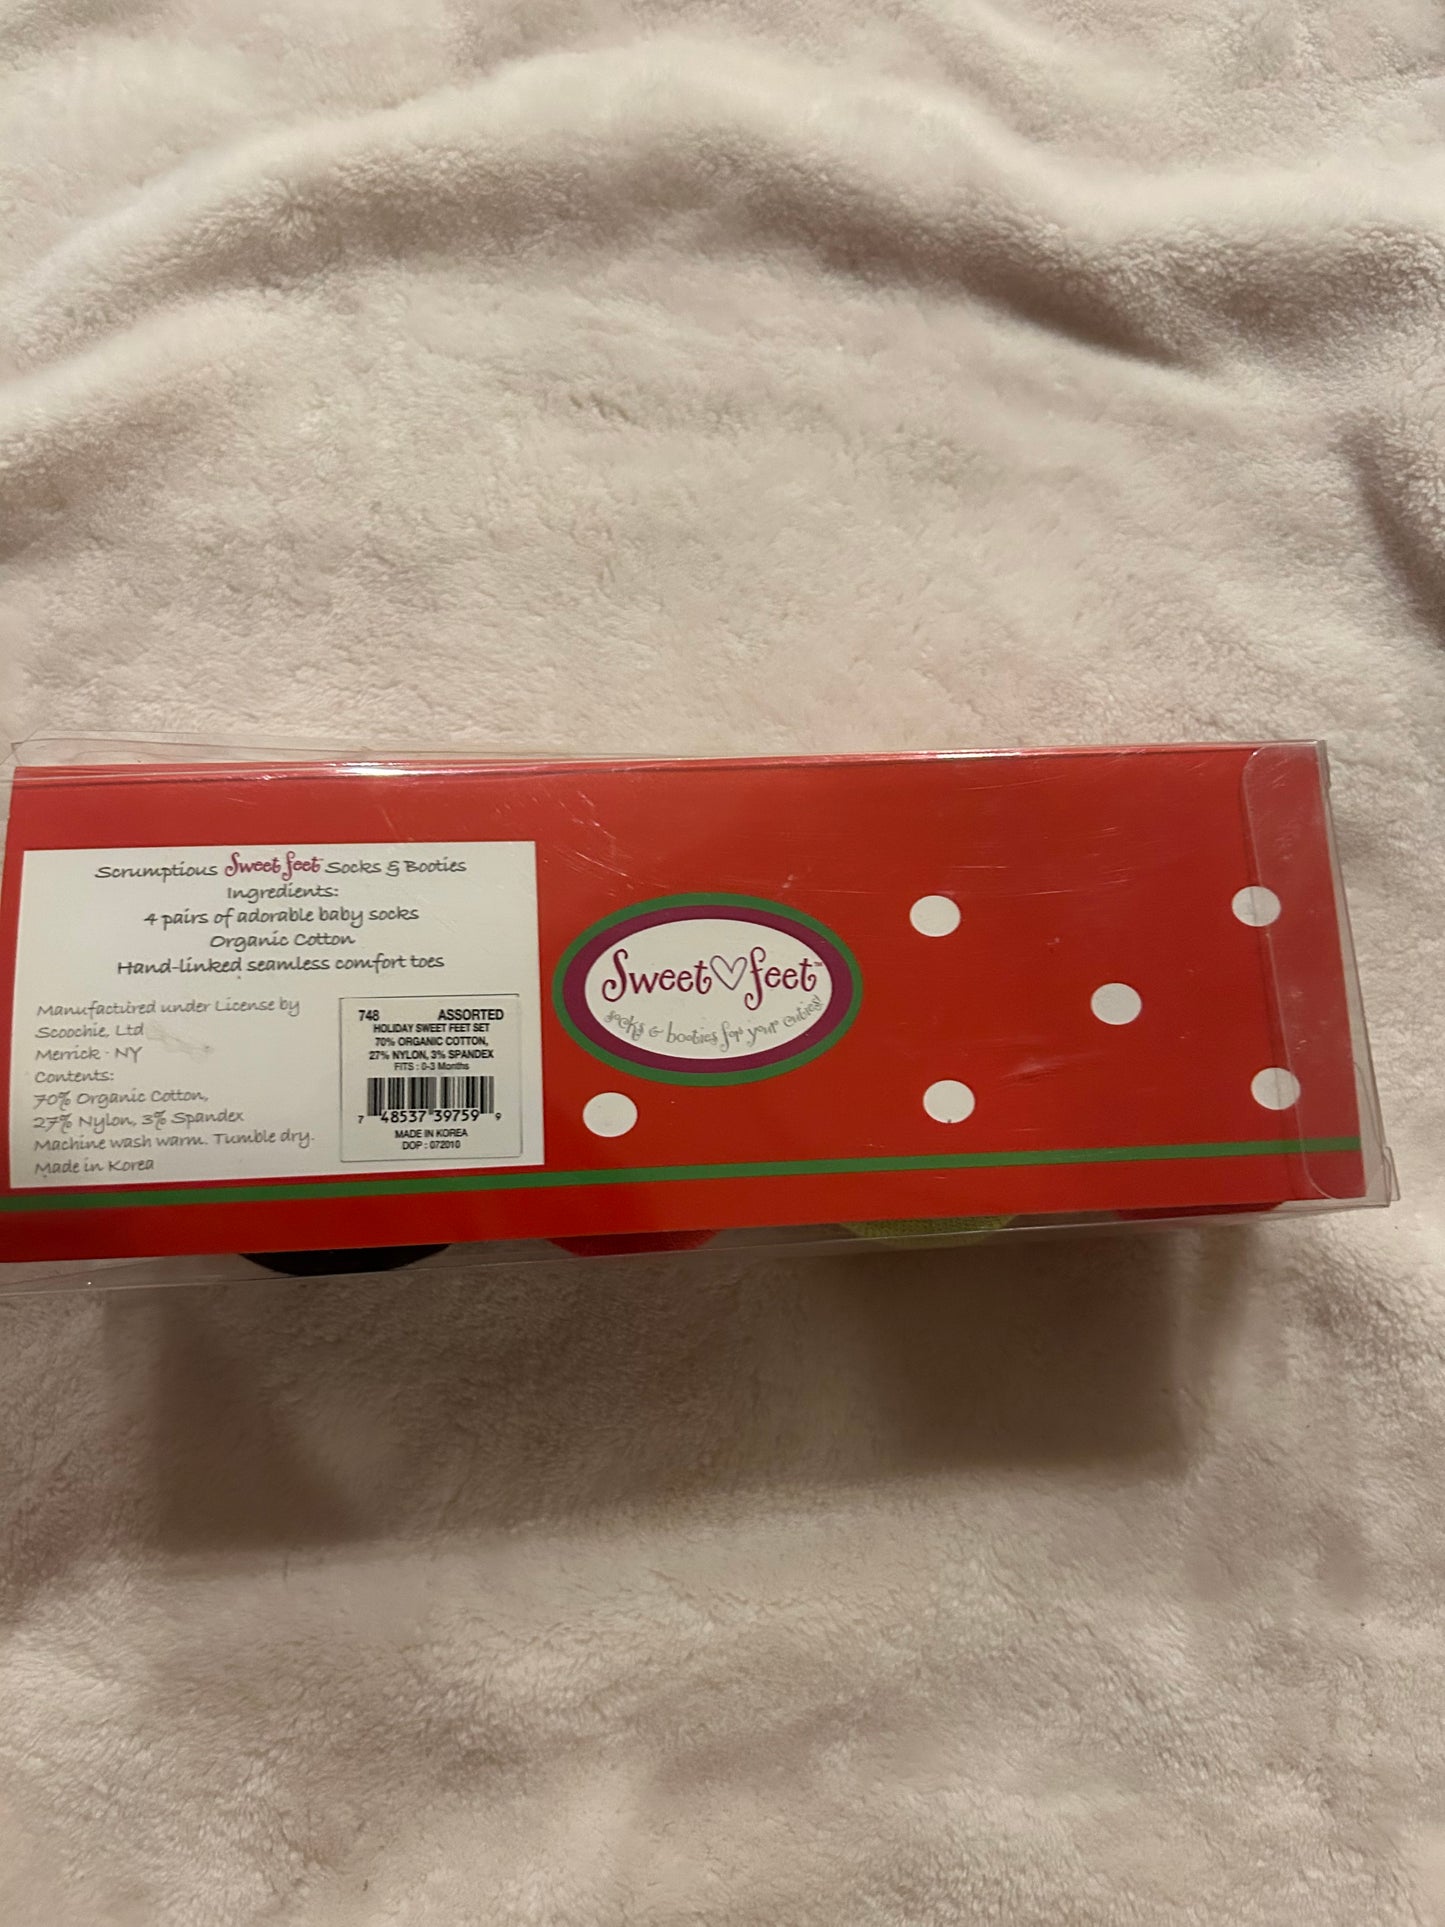 Scrumptious Sweet feet Socks & Booties
Ingredients:
4 pairs of adorable baby socks
Organic Cotton
Hand-linked seamless comfort toes
Manufactured under License by
Scoochie, Ltd
Merrick - NY
Contents:
70% Organic Cotton,
27% Nylon, 3% Spandex
Machine wash warm. Tumble dry.
Made in Korea
748 ASSORTED
HOLIDAY SWEET FEET SET
70% ORGANIC COTTON,
27% NYLON, 3% SPANDEX
FITS : 0-3 Months
7 48537 39759 9
MADE IN KOREA
DOP : 072010
Sweet feet™
socks & booties for your cuties!